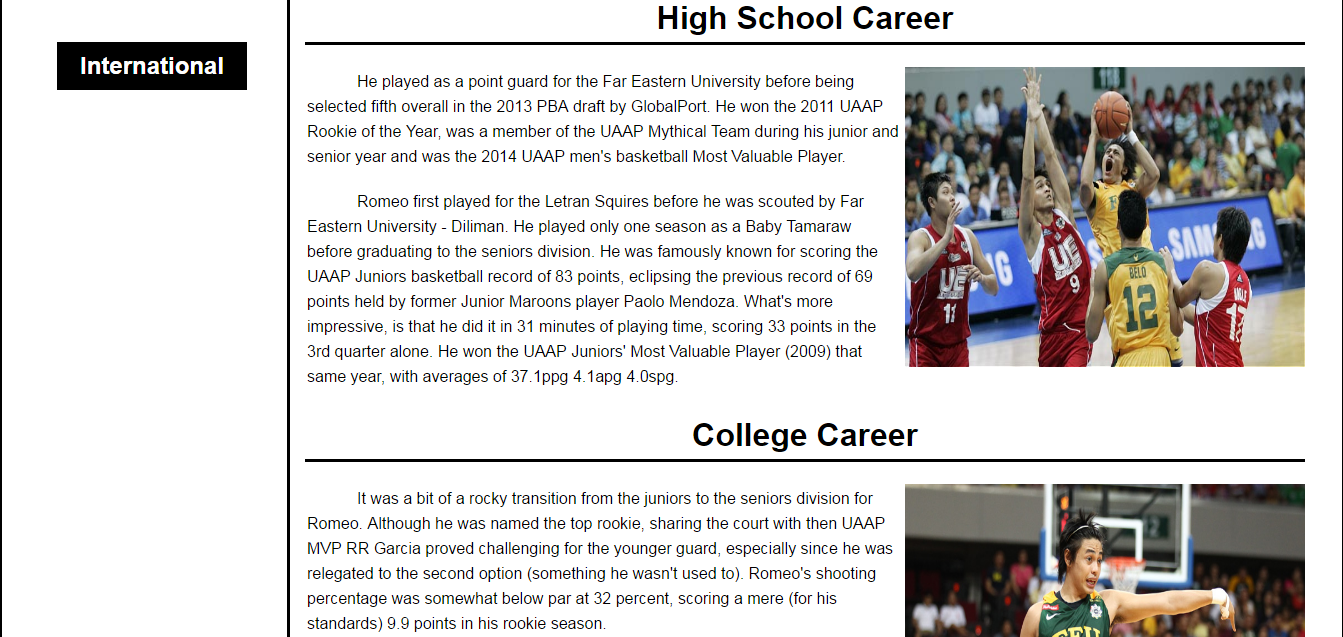 International
High School Career
He played as a point guard for the Far Eastern University before being
selected fifth overall in the 2013 PBA draft by GlobalPort. He won the 2011 UAAP
Rookie of the Year, was a member of the UAAP Mythical Team during his junior and
senior year and was the 2014 UAAP men's basketball Most Valuable Player.
Romeo first played for the Letran Squires before he was scouted by Far
Eastern University - Diliman. He played only one season as a Baby Tamaraw
before graduating to the seniors division. He was famously known for scoring the
UAAP Juniors basketball record of 83 points, eclipsing the previous record of 69
points held by former Junior Maroons player Paolo Mendoza. What's more
impressive, is that he did it in 31 minutes of playing time, scoring 33 points in the
3rd quarter alone. He won the UAAP Juniors' Most Valuable Player (2009) that
same year, with averages of 37.1ppg 4.1apg 4.0spg.
118
SAMSUNG
UE
11
UE
9
BELO
12
17
College Career
It was a bit of a rocky transition from the juniors to the seniors division for
Romeo. Although he was named the top rookie, sharing the court with then UAAP
MVP RR Garcia proved challenging for the younger guard, especially since he was
relegated to the second option (something he wasn't used to). Romeo's shooting
percentage was somewhat below par at 32 percent, scoring a mere (for his
standards) 9.9 points in his rookie season.
FEU